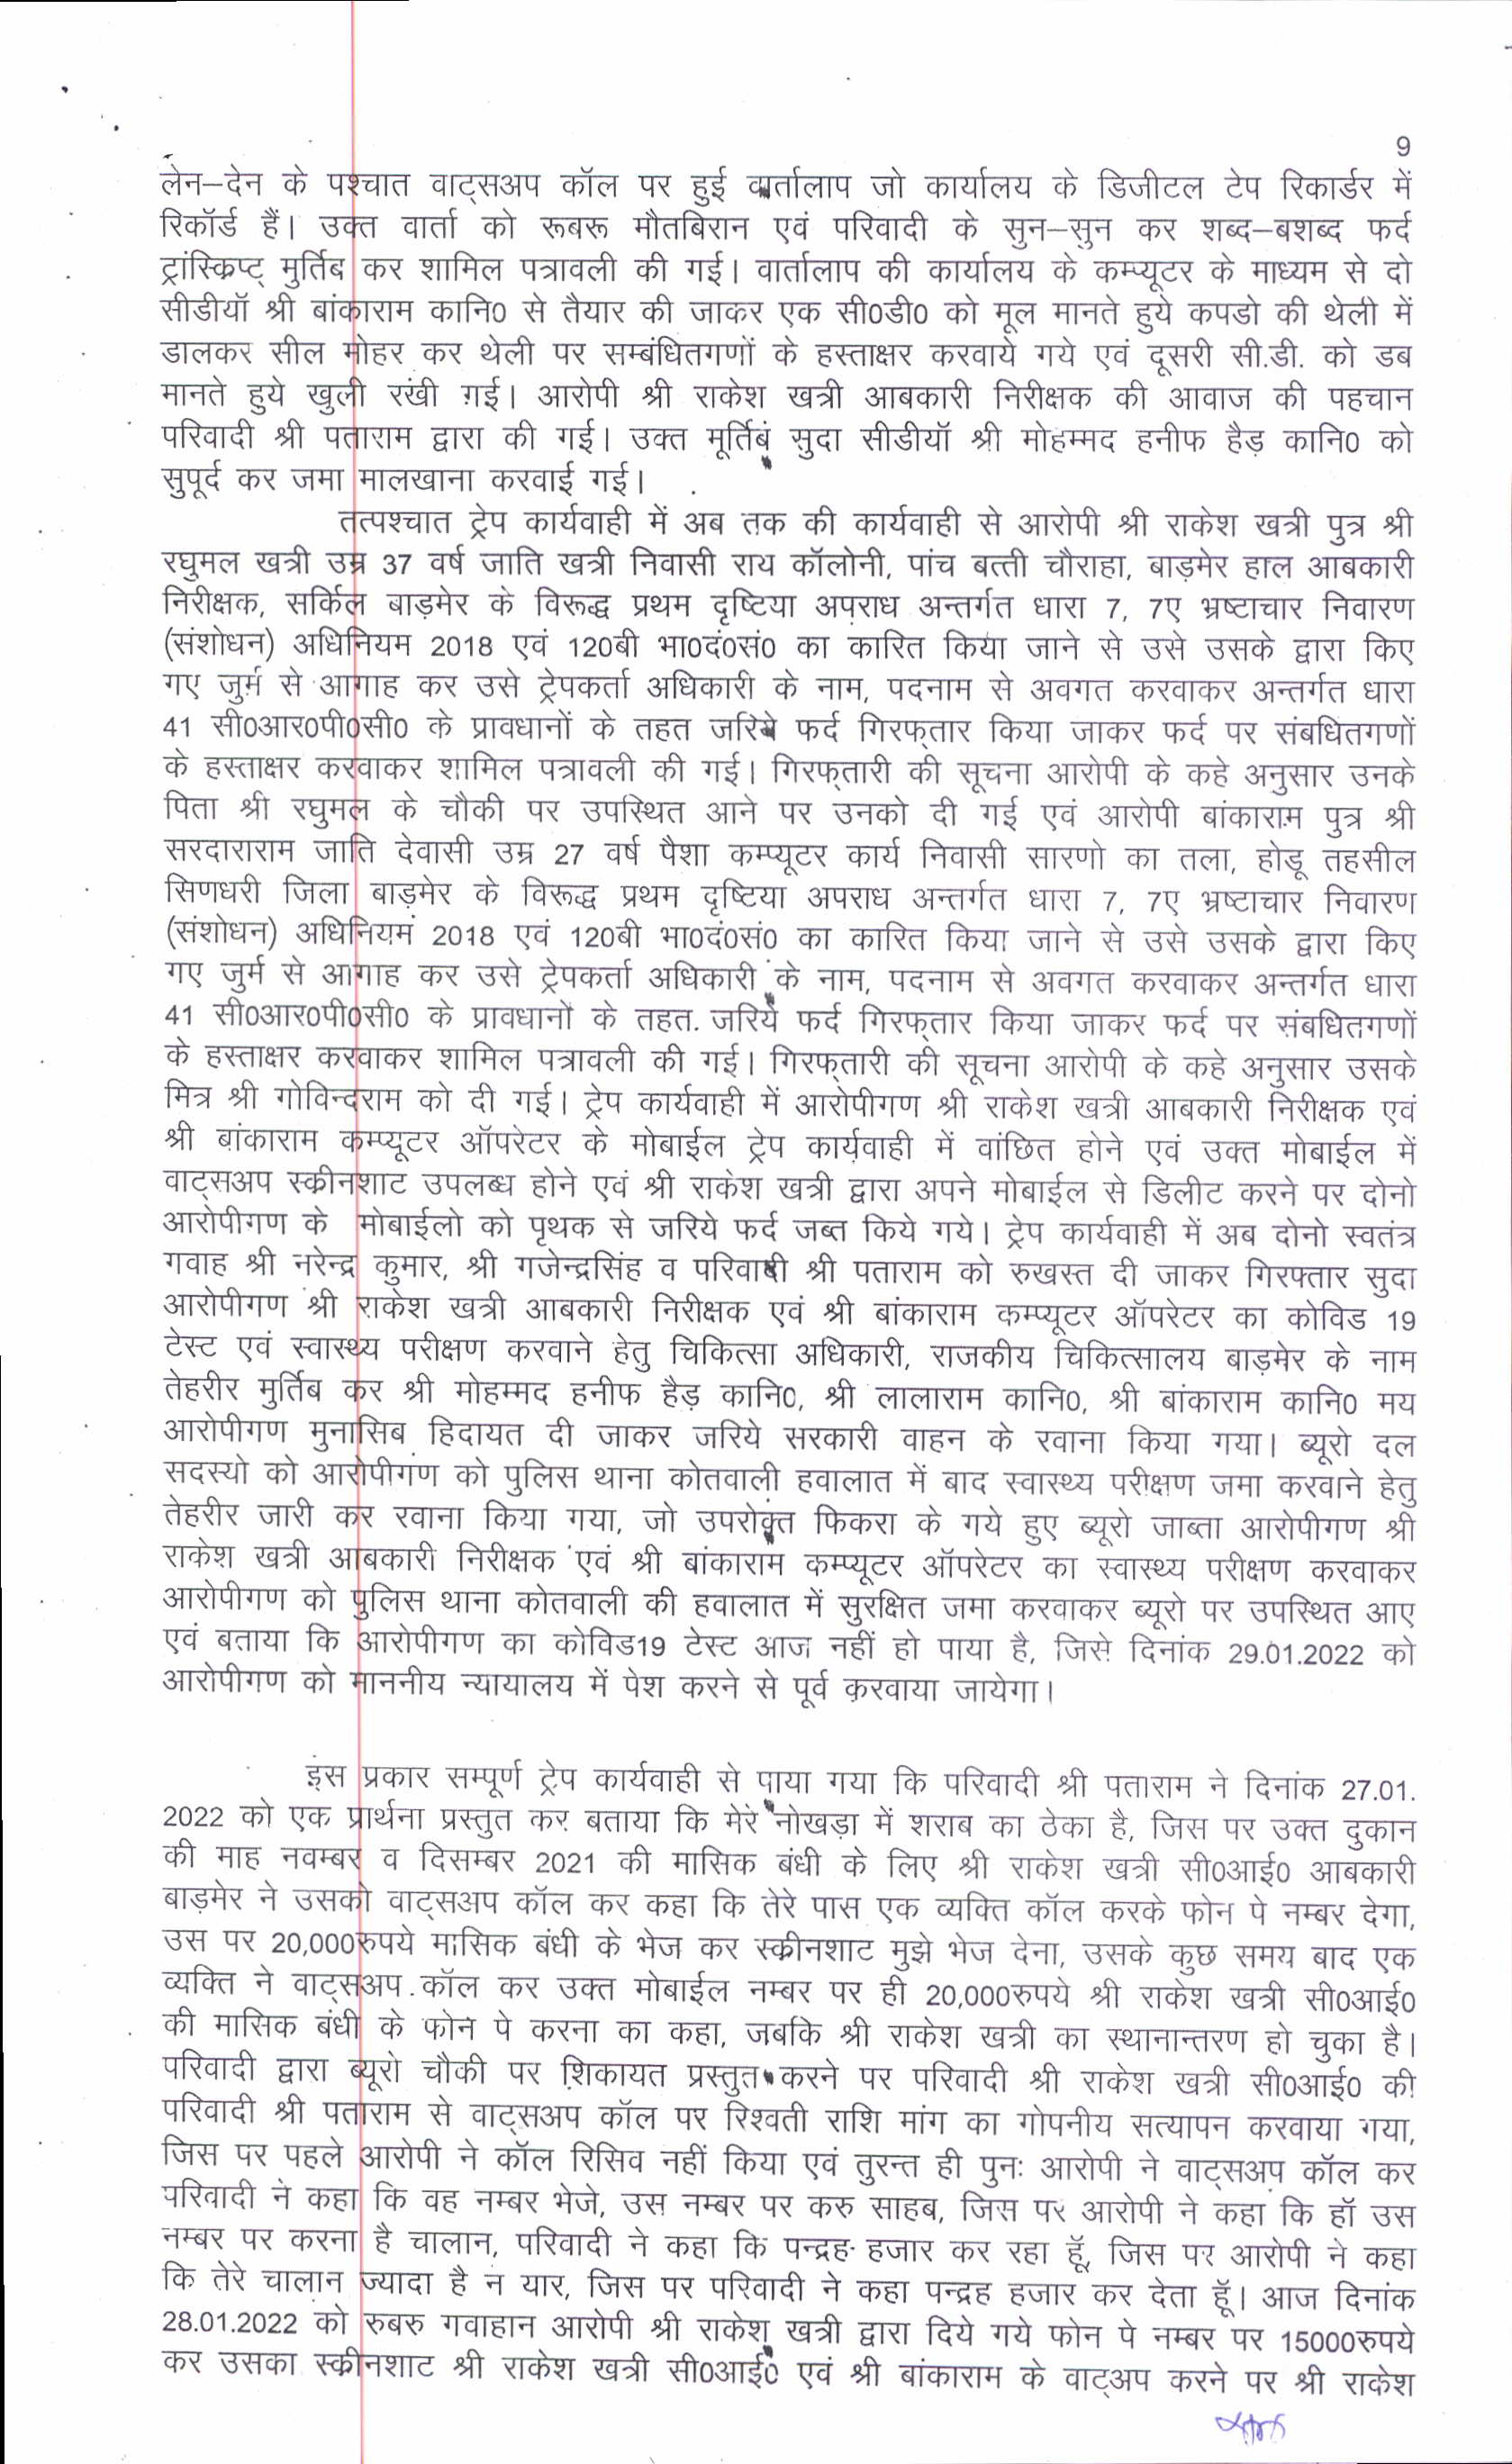 9
लेन–देन के पश्चात वाट्सअप कॉल पर हुई वार्तालाप जो कार्यालय के डिजीटल टेप रिकार्डर में
रिकॉर्ड हैं। उक्त वार्ता को रूबरू मौतबिरान एवं परिवादी के सुन–सुन कर शब्द–बशब्द फर्द
ट्रांस्क्रिप्ट् मुर्तिब कर शामिल पत्रावली की गई। वार्तालाप की कार्यालय के कम्प्यूटर के माध्यम से दो
सीडीयॉ श्री बांकाराम कानि0 से तैयार की जाकर एक सी0डी0 को मूल मानते हुये कपडो की थेली में
डालकर सील मोहर कर थेली पर सम्बंधितगणों के हस्ताक्षर करवाये गये एवं दूसरी सी.डी. को डब
मानते हुये खुली रखी गई। आरोपी श्री राकेश खत्री आबकारी निरीक्षक की आवाज की पहचान
परिवादी श्री पताराम द्वारा की गई। उक्त मूर्तिब सुदा सीडीयॉ श्री मोहम्मद हनीफ हैड़ कानि0 को
सुपूर्द कर जमा मालखाना करवाई गई।
तत्पश्चात ट्रेप कार्यवाही में अब तक की कार्यवाही से आरोपी श्री राकेश खत्री पुत्र श्री
रघुमल खत्री उम्र 37 वर्ष जाति खत्री निवासी राय कॉलोनी, पांच बत्ती चौराहा, बाड़मेर हाल आबकारी
निरीक्षक, सर्किल बाड़मेर के विरूद्ध प्रथम दृष्टिया अपराध अन्तर्गत धारा 7, 7ए भ्रष्टाचार निवारण
(संशोधन) अधिनियम 2018 एवं 120बी भा0दं0सं0 का कारित किया जाने से उसे उसके द्वारा किए
गए जुर्म से आगाह कर उसे ट्रेपकर्ता अधिकारी के नाम, पदनाम से अवगत करवाकर अन्तर्गत धारा
41 सी0आर0पी0सी0 के प्रावधानों के तहत जरिये फर्द गिरफ्तार किया जाकर फर्द पर संबधितगणों
के हस्ताक्षर करवाकर शामिल पत्रावली की गई। गिरफ्तारी की सूचना आरोपी के कहे अनुसार उनके
पिता श्री रघुमल के चौकी पर उपस्थित आने पर उनको दी गई एवं आरोपी बांकाराम पुत्र श्री
सरदाराराम जाति देवासी उम्र 27 वर्ष पैशा कम्प्यूटर कार्य निवासी सारणो का तला, होडू तहसील
सिणधरी जिला बाड़मेर के विरूद्ध प्रथम दृष्टिया अपराध अन्तर्गत धारा 7, 7ए भ्रष्टाचार निवारण
(संशोधन) अधिनियम 2018 एवं 120बी भा0दं0सं0 का कारित किया जाने से उसे उसके द्वारा किए
गए जुर्म से आगाह कर उसे ट्रेपकर्ता अधिकारी के नाम, पदनाम से अवगत करवाकर अन्तर्गत धारा
41 सी0आर0पी0सी0 के प्रावधानों के तहत जरिये फर्द गिरफ्तार किया जाकर फर्द पर संबधितगणों
के हस्ताक्षर करवाकर शामिल पत्रावली की गई। गिरफ्तारी की सूचना आरोपी के कहे अनुसार उसके
मित्र श्री गोविन्दराम को दी गई। ट्रेप कार्यवाही में आरोपीगण श्री राकेश खत्री आबकारी निरीक्षक एवं
श्री बांकाराम कम्प्यूटर ऑपरेटर के मोबाईल ट्रेप कार्यवाही में वांछित होने एवं उक्त मोबाईल में
वाट्सअप स्क्रीनशाट उपलब्ध होने एवं श्री राकेश खत्री द्वारा अपने मोबाईल से डिलीट करने पर दोनो
आरोपीगण के मोबाईलो को पृथक से जरिये फर्द जब्त किये गये। ट्रेप कार्यवाही में अब दोनो स्वतंत्र
गवाह श्री नरेन्द्र कुमार, श्री गजेन्द्रसिंह व परिवादी श्री पताराम को रुखस्त दी जाकर गिरफ्तार सुदा
आरोपीगण श्री राकेश खत्री आबकारी निरीक्षक एवं श्री बांकाराम कम्प्यूटर ऑपरेटर का कोविड 19
टेस्ट एवं स्वास्थ्य परीक्षण करवाने हेतु चिकित्सा अधिकारी, राजकीय चिकित्सालय बाड़मेर के नाम
तेहरीर मुर्तिब कर श्री मोहम्मद हनीफ हैड़ कानि0, श्री लालाराम कानि0, श्री बांकाराम कानि0 मय
आरोपीगण मुनासिब हिदायत दी जाकर जरिये सरकारी वाहन के रवाना किया गया। ब्यूरो दल
सदस्यो को आरोपीगण को पुलिस थाना कोतवाली हवालात में बाद स्वास्थ्य परीक्षण जमा करवाने हेतु
तेहरीर जारी कर रवाना किया गया, जो उपरोक्त फिकरा के गये हुए ब्यूरो जाब्ता आरोपीगण श्री
राकेश खत्री आबकारी निरीक्षक एवं श्री बांकाराम कम्प्यूटर ऑपरेटर का स्वास्थ्य परीक्षण करवाकर
आरोपीगण को पुलिस थाना कोतवाली की हवालात में सुरक्षित जमा करवाकर ब्यूरो पर उपस्थित आए
एवं बताया कि आरोपीगण का कोविड19 टेस्ट आज नहीं हो पाया है, जिसे दिनांक 29.01.2022 को
आरोपीगण को माननीय न्यायालय में पेश करने से पूर्व करवाया जायेगा।
इस प्रकार सम्पूर्ण ट्रेप कार्यवाही से पाया गया कि परिवादी श्री पताराम ने दिनांक 27.01.
2022 को एक प्रार्थना प्रस्तुत कर बताया कि मेरे नोखड़ा में शराब का ठेका है, जिस पर उक्त दुकान
की माह नवम्बर व दिसम्बर 2021 की मासिक बंधी के लिए श्री राकेश खत्री सी0आई0 आबकारी
बाड़मेर ने उसको वाट्सअप कॉल कर कहा कि तेरे पास एक व्यक्ति कॉल करके फोन पे नम्बर देगा,
उस पर 20,000रुपये मासिक बंधी के भेज कर स्क्रीनशाट मुझे भेज देना, उसके कुछ समय बाद एक
व्यक्ति ने वाट्सअप कॉल कर उक्त मोबाईल नम्बर पर ही 20,000रुपये श्री राकेश खत्री सी0आई0
की मासिक बंधी के फोन पे करना का कहा, जबकि श्री राकेश खत्री का स्थानान्तरण हो चुका है।
परिवादी द्वारा ब्यूरो चौकी पर शिकायत प्रस्तुत करने पर परिवादी श्री राकेश खत्री सी0आई0 की
परिवादी श्री पताराम से वाट्सअप कॉल पर रिश्वती राशि मांग का गोपनीय सत्यापन करवाया गया,
जिस पर पहले आरोपी ने कॉल रिसिव नहीं किया एवं तुरन्त ही पुनः आरोपी ने वाट्सअप कॉल कर
परिवादी ने कहा कि वह नम्बर भेजे, उस नम्बर पर करु साहब, जिस पर आरोपी ने कहा कि हॉ उस
नम्बर पर करना है चालान, परिवादी ने कहा कि पन्द्रह हजार कर रहा हूँ, जिस पर आरोपी ने कहा
कि तेरे चालान ज्यादा है न यार, जिस पर परिवादी ने कहा पन्द्रह हजार कर देता हूॅ। आज दिनांक
28.01.2022 को रुबरु गवाहान आरोपी श्री राकेश खत्री द्वारा दिये गये फोन पे नम्बर पर 15000रुपये
कर उसका स्क्रीनशाट श्री राकेश खत्री सी0आई0 एवं श्री बांकाराम के वाट्अप करने पर श्री राकेश